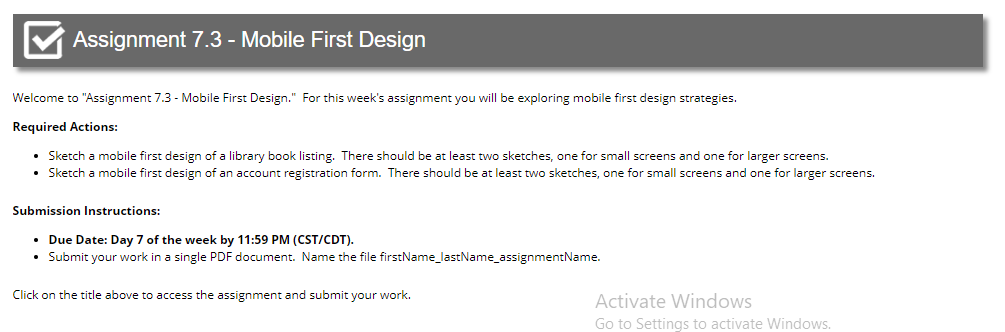 Assignment 7.3 - Mobile First Design
Welcome to "Assignment 7.3 - Mobile First Design."  For this week's assignment you will be exploring mobile first design strategies.
Required Actions:
• Sketch a mobile first design of a library book listing.  There should be at least two sketches, one for small screens and one for larger screens.
• Sketch a mobile first design of an account registration form.  There should be at least two sketches, one for small screens and one for larger screens.
Submission Instructions:
• Due Date: Day 7 of the week by 11:59 PM (CST/CDT).
• Submit your work in a single PDF document.  Name the file firstName_lastName_assignmentName.
Click on the title above to access the assignment and submit your work.
Activate Windows
Go to Settings to activate Windows.